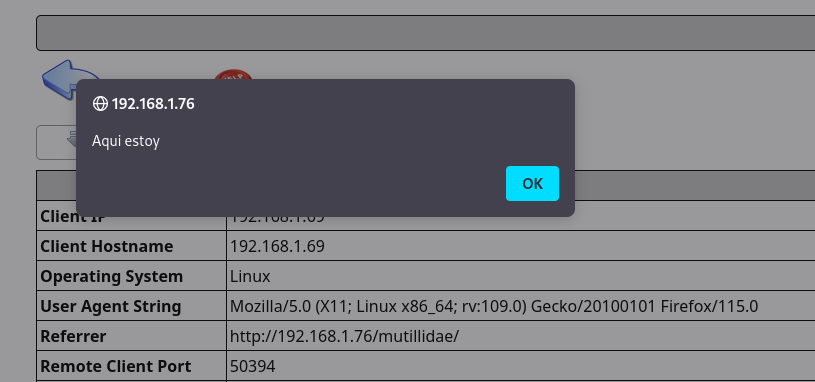 192.168.1.76
Aqui estoy
OK
Client IP 192.168.1.69
Client Hostname 192.168.1.69
Operating System Linux
User Agent String Mozilla/5.0 (X11; Linux x86_64; rv:109.0) Gecko/20100101 Firefox/115.0
Referrer http://192.168.1.76/mutillidae/
Remote Client Port 50394